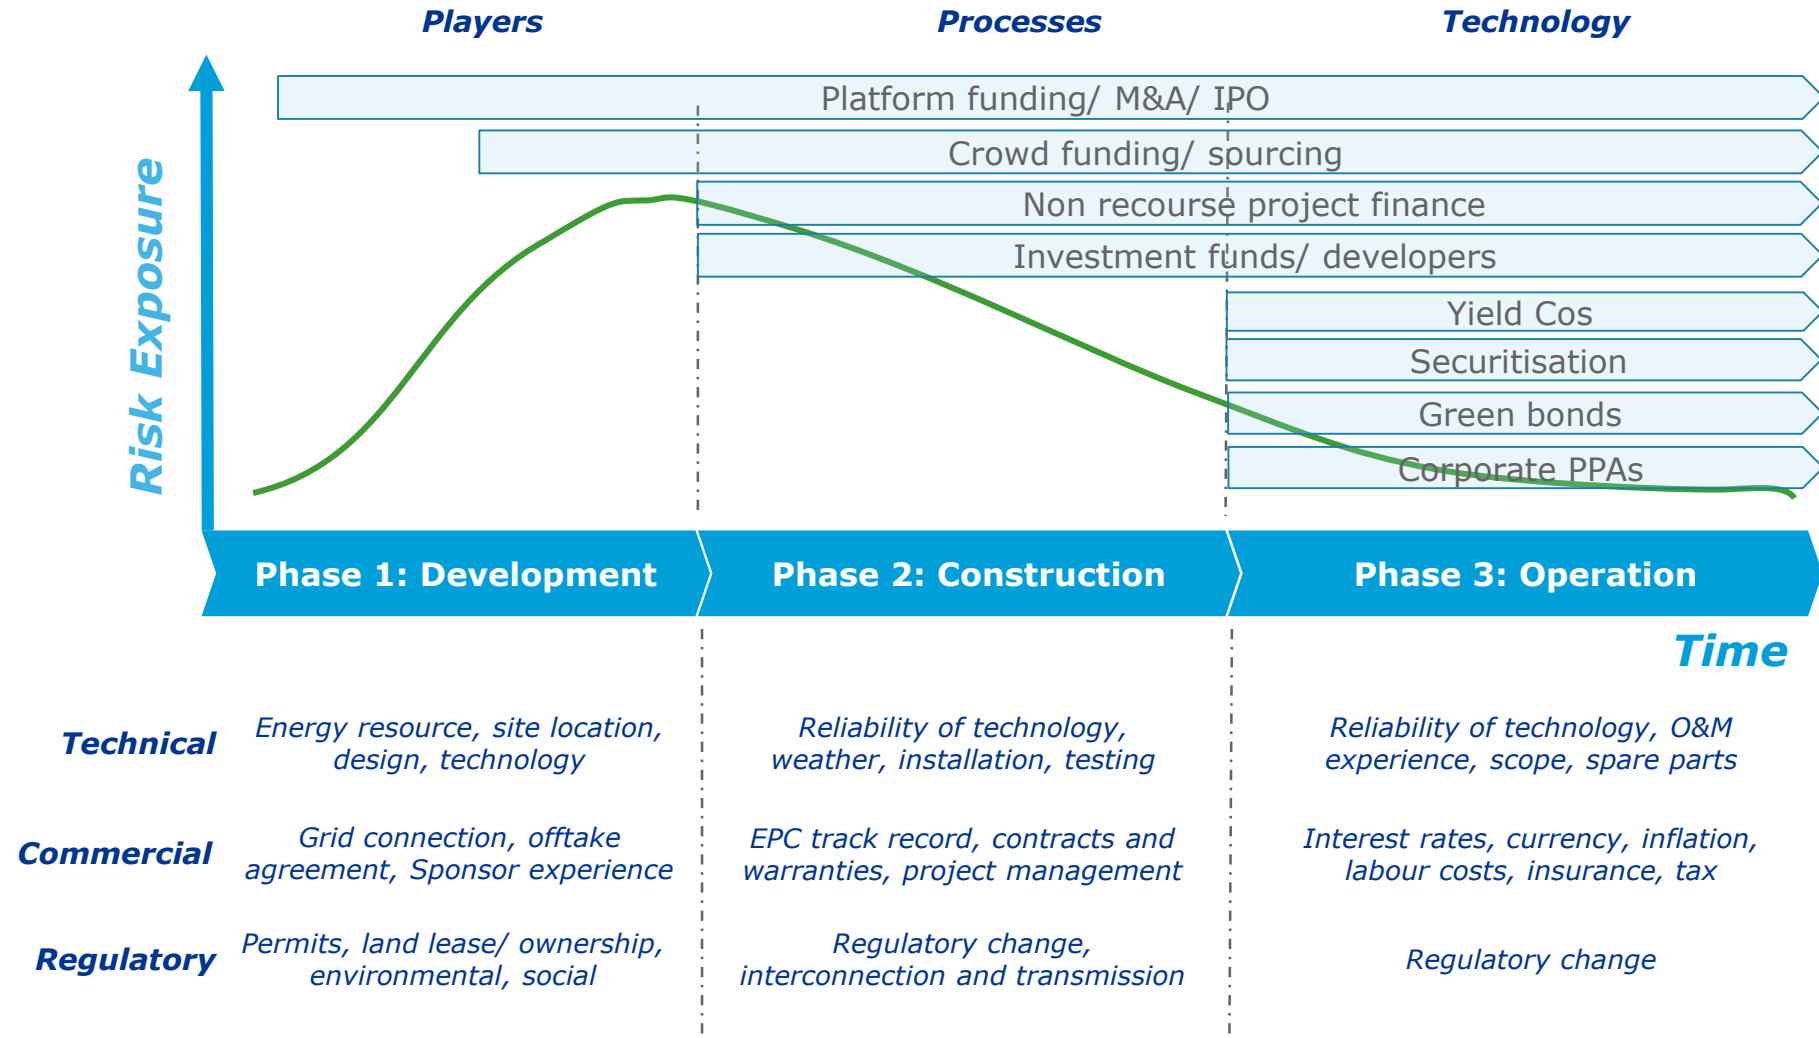 Players
Processes
Technology
Platform funding/ M&A/ IPO
Crowd funding/ sourcing
Non recourse project finance
Investment funds/ developers
Yield Cos
Securitisation
Green bonds
Corporate PPAs
Risk Exposure
Phase 1: Development
Phase 2: Construction
Phase 3: Operation
Time
Technical
Energy resource, site location,
design, technology
Reliability of technology,
weather, installation, testing
Reliability of technology, O&M
experience, scope, spare parts
Commercial
Grid connection, offtake
agreement, Sponsor experience
EPC track record, contracts and
warranties, project management
Interest rates, currency, inflation,
labour costs, insurance, tax
Regulatory
Permits, land lease/ ownership,
environmental, social
Regulatory change,
interconnection and transmission
Regulatory change